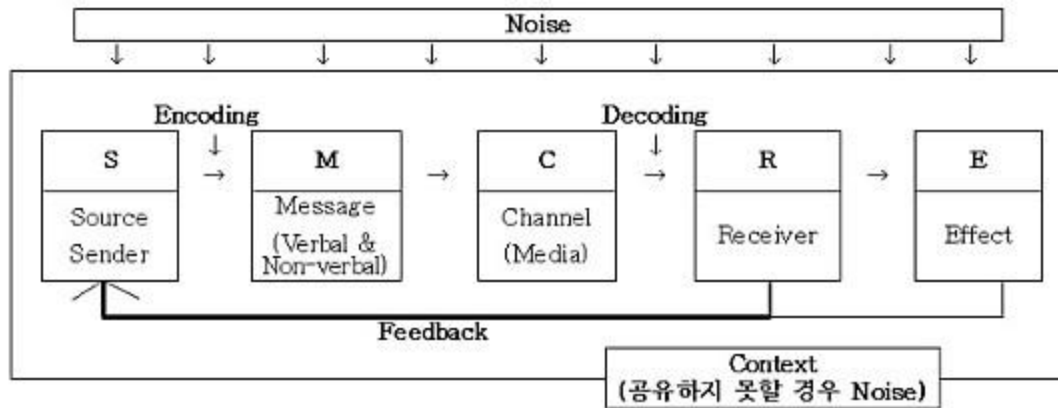 Noise
↓ ↓ ↓ ↓ ↓ ↓ ↓ ↓
Encoding Decoding
↓ ↓
S → M → C → R → E
Source
Sender
Message
(Verbal &
Non-verbal)
Channel
(Media)
Receiver
Effect
Feedback
Context
(공유하지 못할 경우 Noise)